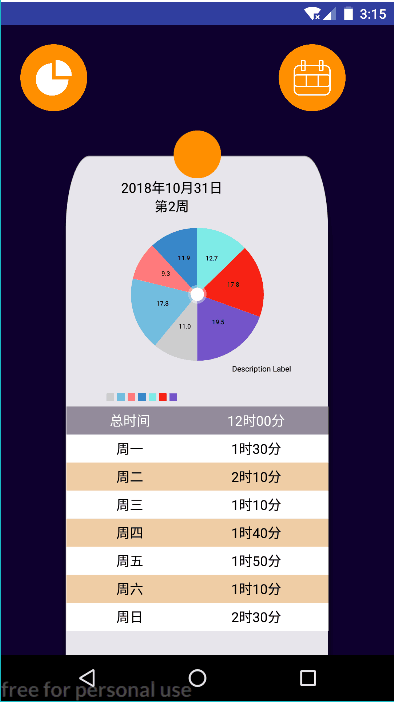 3:15
2018年10月31日
第2周
11.9
12.7
9.3
17.8
17.8
11.0
19.5
Description Label
总时间 12时00分
周一 1时30分
周二 2时10分
周三 1时10分
周四 1时40分
周五 1时50分
周六 1时10分
周日 2时30分
free for personal use